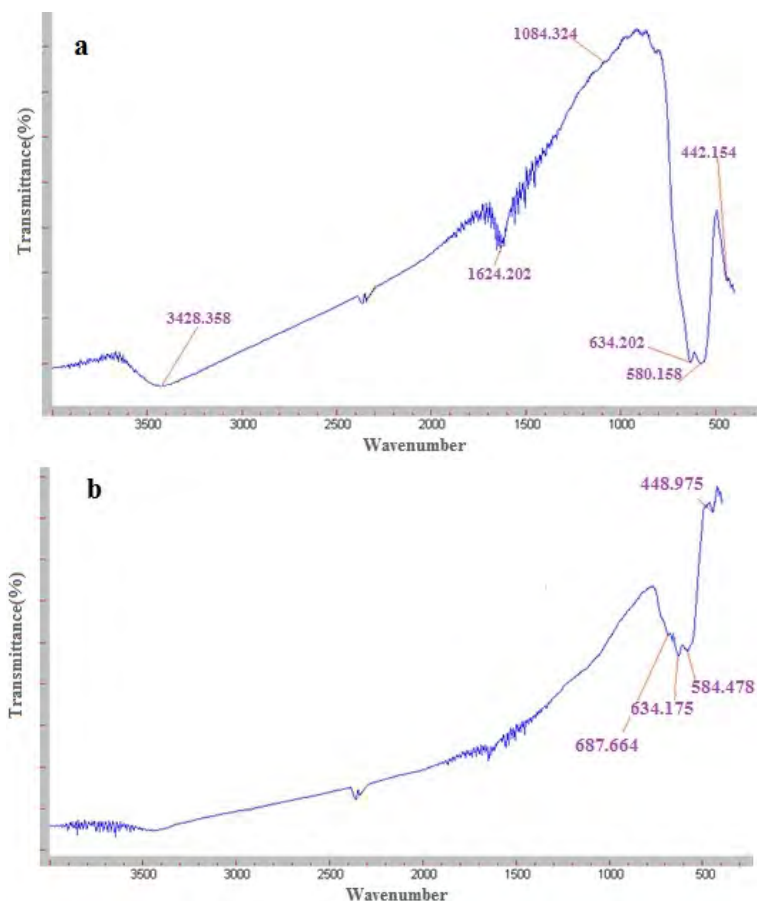 a
1084.324
442.154
1624.202
3428.358
634.202
580.158
Transmittance(%)
3500 3000 2500 2000 1500 1000 500
Wavenumber
b
448.975
584.478
634.175
687.664
Transmittance(%)
3500 3000 2500 2000 1500 1000 500
Wavenumber